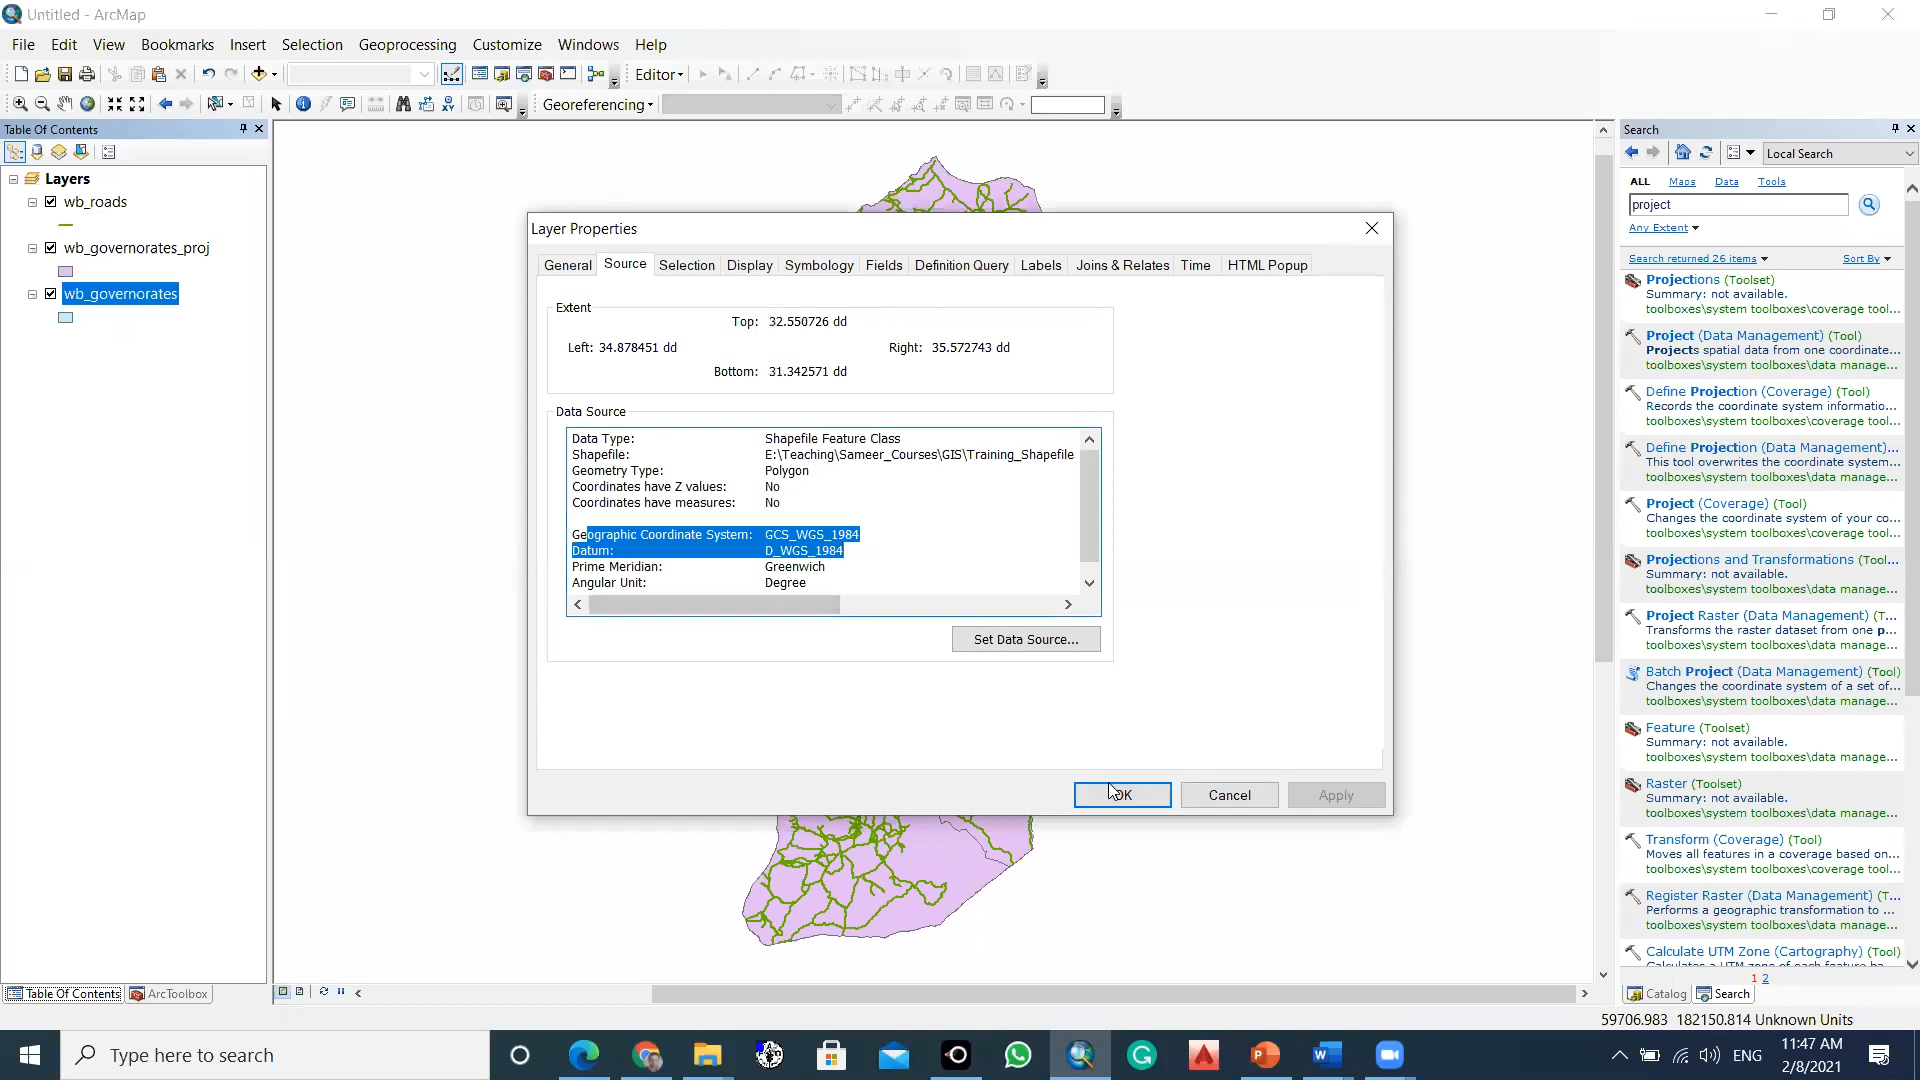 Untitled - ArcMap
File Edit View Bookmarks Insert Selection Geoprocessing Customize Windows Help
Editor
Georeferencing
Table Of Contents
Layers
wb_roads
wb_governorates_proj
wb_governorates
Table Of Contents ArcToolbox
Layer Properties
General Source Selection Display Symbology Fields Definition Query Labels Joins & Relates Time HTML Popup
Extent
Top: 32.550726 dd
Left: 34.878451 dd Right: 35.572743 dd
Bottom: 31.342571 dd
Data Source
Data Type: Shapefile Feature Class
Shapefile: E:\Teaching\Sameer_Courses\GIS\Training_Shapefile
Geometry Type: Polygon
Coordinates have Z values: No
Coordinates have measures: No
Geographic Coordinate System: GCS_WGS_1984
Datum: D_WGS_1984
Prime Meridian: Greenwich
Angular Unit: Degree
Set Data Source...
OK Cancel Apply
Search
Local Search
ALL Maps Data Tools
project
Any Extent
Search returned 26 items Sort By
Projections (Toolset)
Summary: not available.
toolboxes\system toolboxes\coverage tool...
Project (Data Management) (Tool)
Projects spatial data from one coordinate...
toolboxes\system toolboxes\data manage...
Define Projection (Coverage) (Tool)
Records the coordinate system informatio...
toolboxes\system toolboxes\coverage tool...
Define Projection (Data Management)...
This tool overwrites the coordinate system...
toolboxes\system toolboxes\data manage...
Project (Coverage) (Tool)
Changes the coordinate system of your co...
toolboxes\system toolboxes\coverage tool...
Projections and Transformations (Tool...
Summary: not available.
toolboxes\system toolboxes\data manage...
Project Raster (Data Management) (T...
Transforms the raster dataset from one p...
toolboxes\system toolboxes\data manage...
Batch Project (Data Management) (Tool)
Changes the coordinate system of a set of...
toolboxes\system toolboxes\data manage...
Feature (Toolset)
Summary: not available.
toolboxes\system toolboxes\data manage...
Raster (Toolset)
Summary: not available.
toolboxes\system toolboxes\data manage...
Transform (Coverage) (Tool)
Moves all features in a coverage based on...
toolboxes\system toolboxes\coverage tool...
Register Raster (Data Management) (T...
Performs a geographic transformation to ...
toolboxes\system toolboxes\data manage...
Calculate UTM Zone (Cartography) (Tool)
1 2
Catalog Search
59706.983 182150.814 Unknown Units
Type here to search
ENG
11:47 AM
2/8/2021